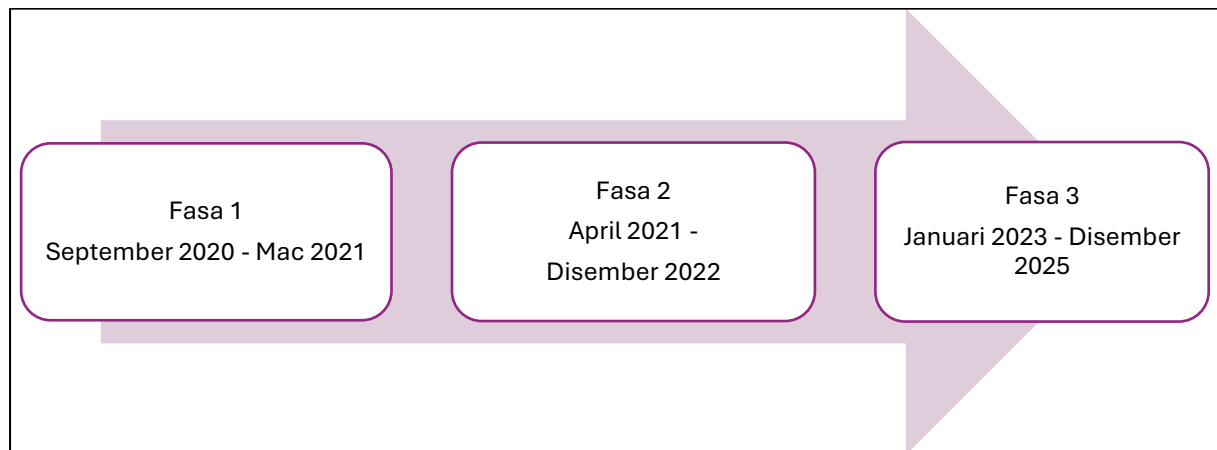 Fasa 1
September 2020 - Mac 2021
Fasa 2
April 2021 -
Disember 2022
Fasa 3
Januari 2023 - Disember
2025